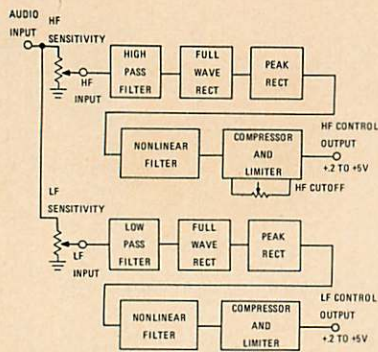 AUDIO
INPUT
HF
SENSITIVITY
HF
INPUT
HIGH
PASS
FILTER
FULL
WAVE
RECT
PEAK
RECT
NONLINEAR
FILTER
COMPRESSOR
AND
LIMITER
HF CONTROL
OUTPUT
+.2 TO +5V
HF CUTOFF
LF
SENSITIVITY
LF
INPUT
LOW
PASS
FILTER
FULL
WAVE
RECT
PEAK
RECT
NONLINEAR
FILTER
COMPRESSOR
AND
LIMITER
LF CONTROL
OUTPUT
+.2 TO +5V